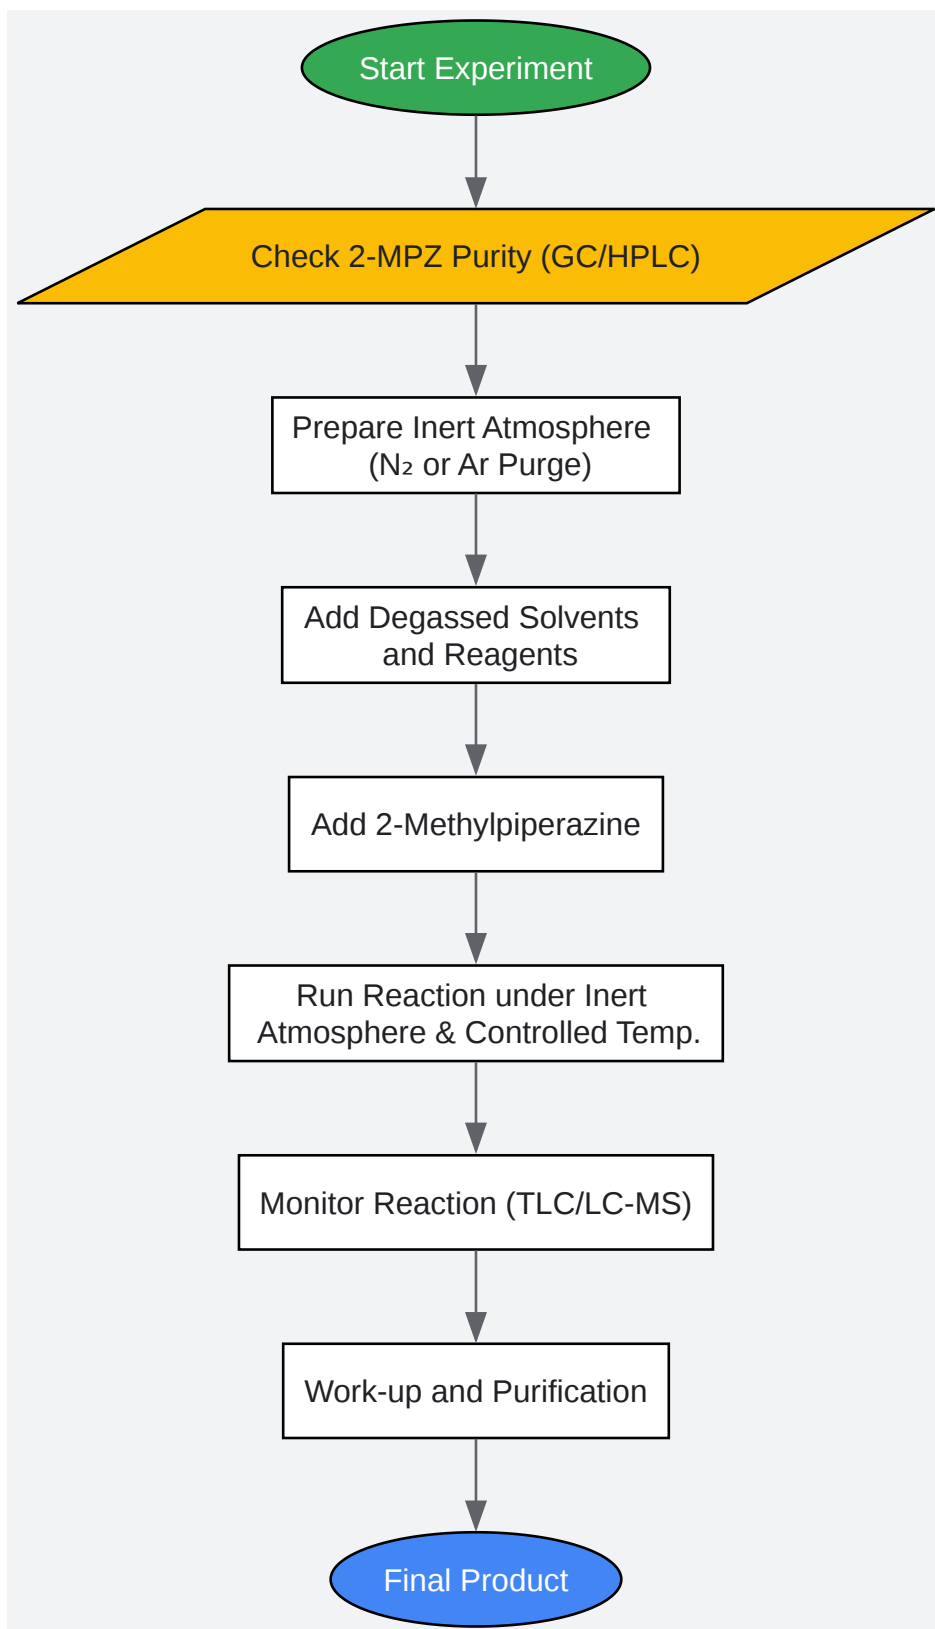 Start Experiment
Check 2-MPZ Purity (GC/HPLC)
Prepare Inert Atmosphere
(N₂ or Ar Purge)
Add Degassed Solvents
and Reagents
Add 2-Methylpiperazine
Run Reaction under Inert
Atmosphere & Controlled Temp.
Monitor Reaction (TLC/LC-MS)
Work-up and Purification
Final Product